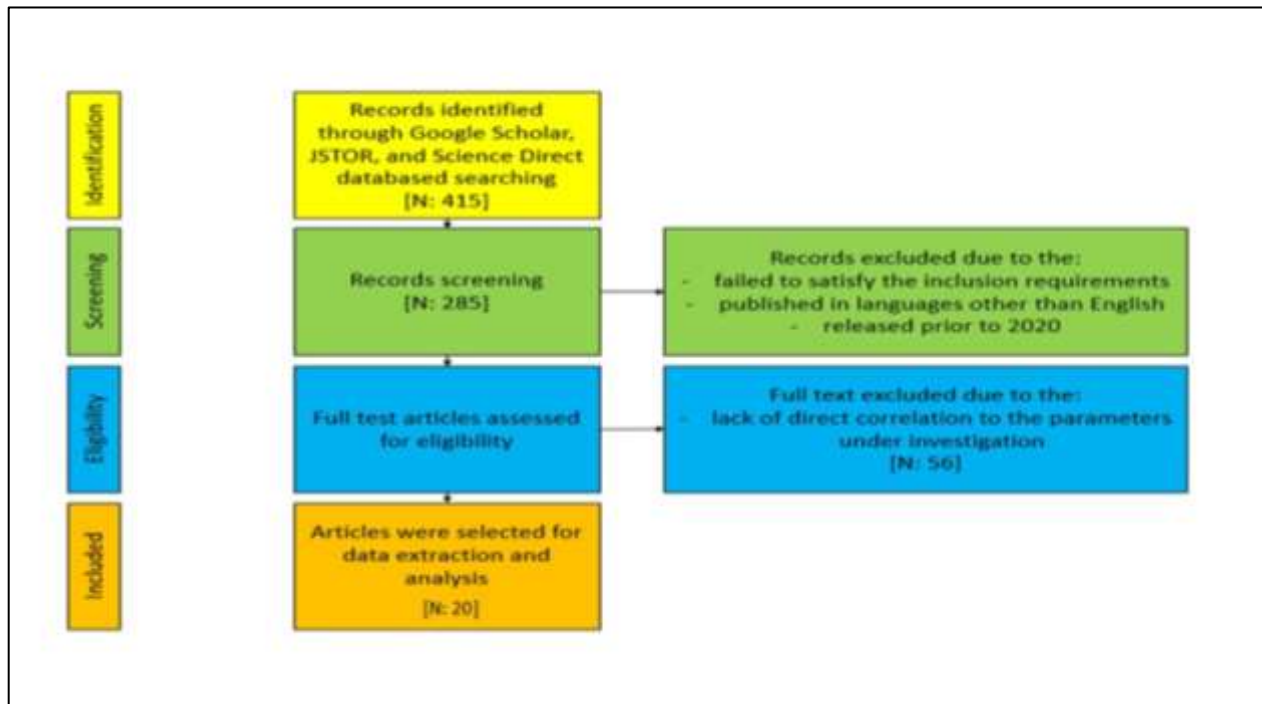 Identification
Records identified
through Google Scholar,
JSTOR, and Science Direct
databased searching
[N: 415]
Screening
Records screening
[N: 285]
Records excluded due to the:
- failed to satisfy the inclusion requirements
- published in languages other than English
- released prior to 2020
Eligibility
Full test articles assessed
for eligibility
Full text excluded due to the:
- lack of direct correlation to the parameters
under investigation
[N: 56]
Included
Articles were selected for
data extraction and
analysis
[N: 20]